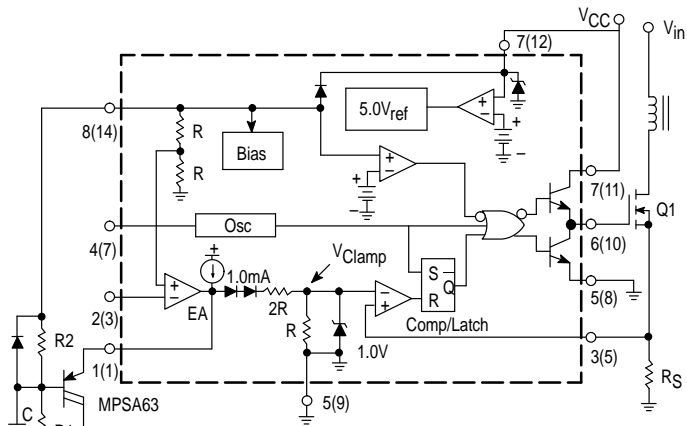 VCC
Vin
7(12)
5.0Vref
+
−
+
−
8(14)
R
Bias
R
+
−
+
−
7(11)
Q1
Osc
6(10)
4(7)
+
VClamp
1.0mA
S
Q
R
+
−
EA
2R
−
+
5(8)
2(3)
R
Comp/Latch
R2
1.0V
3(5)
1(1)
RS
5(9)
C
MPSA63